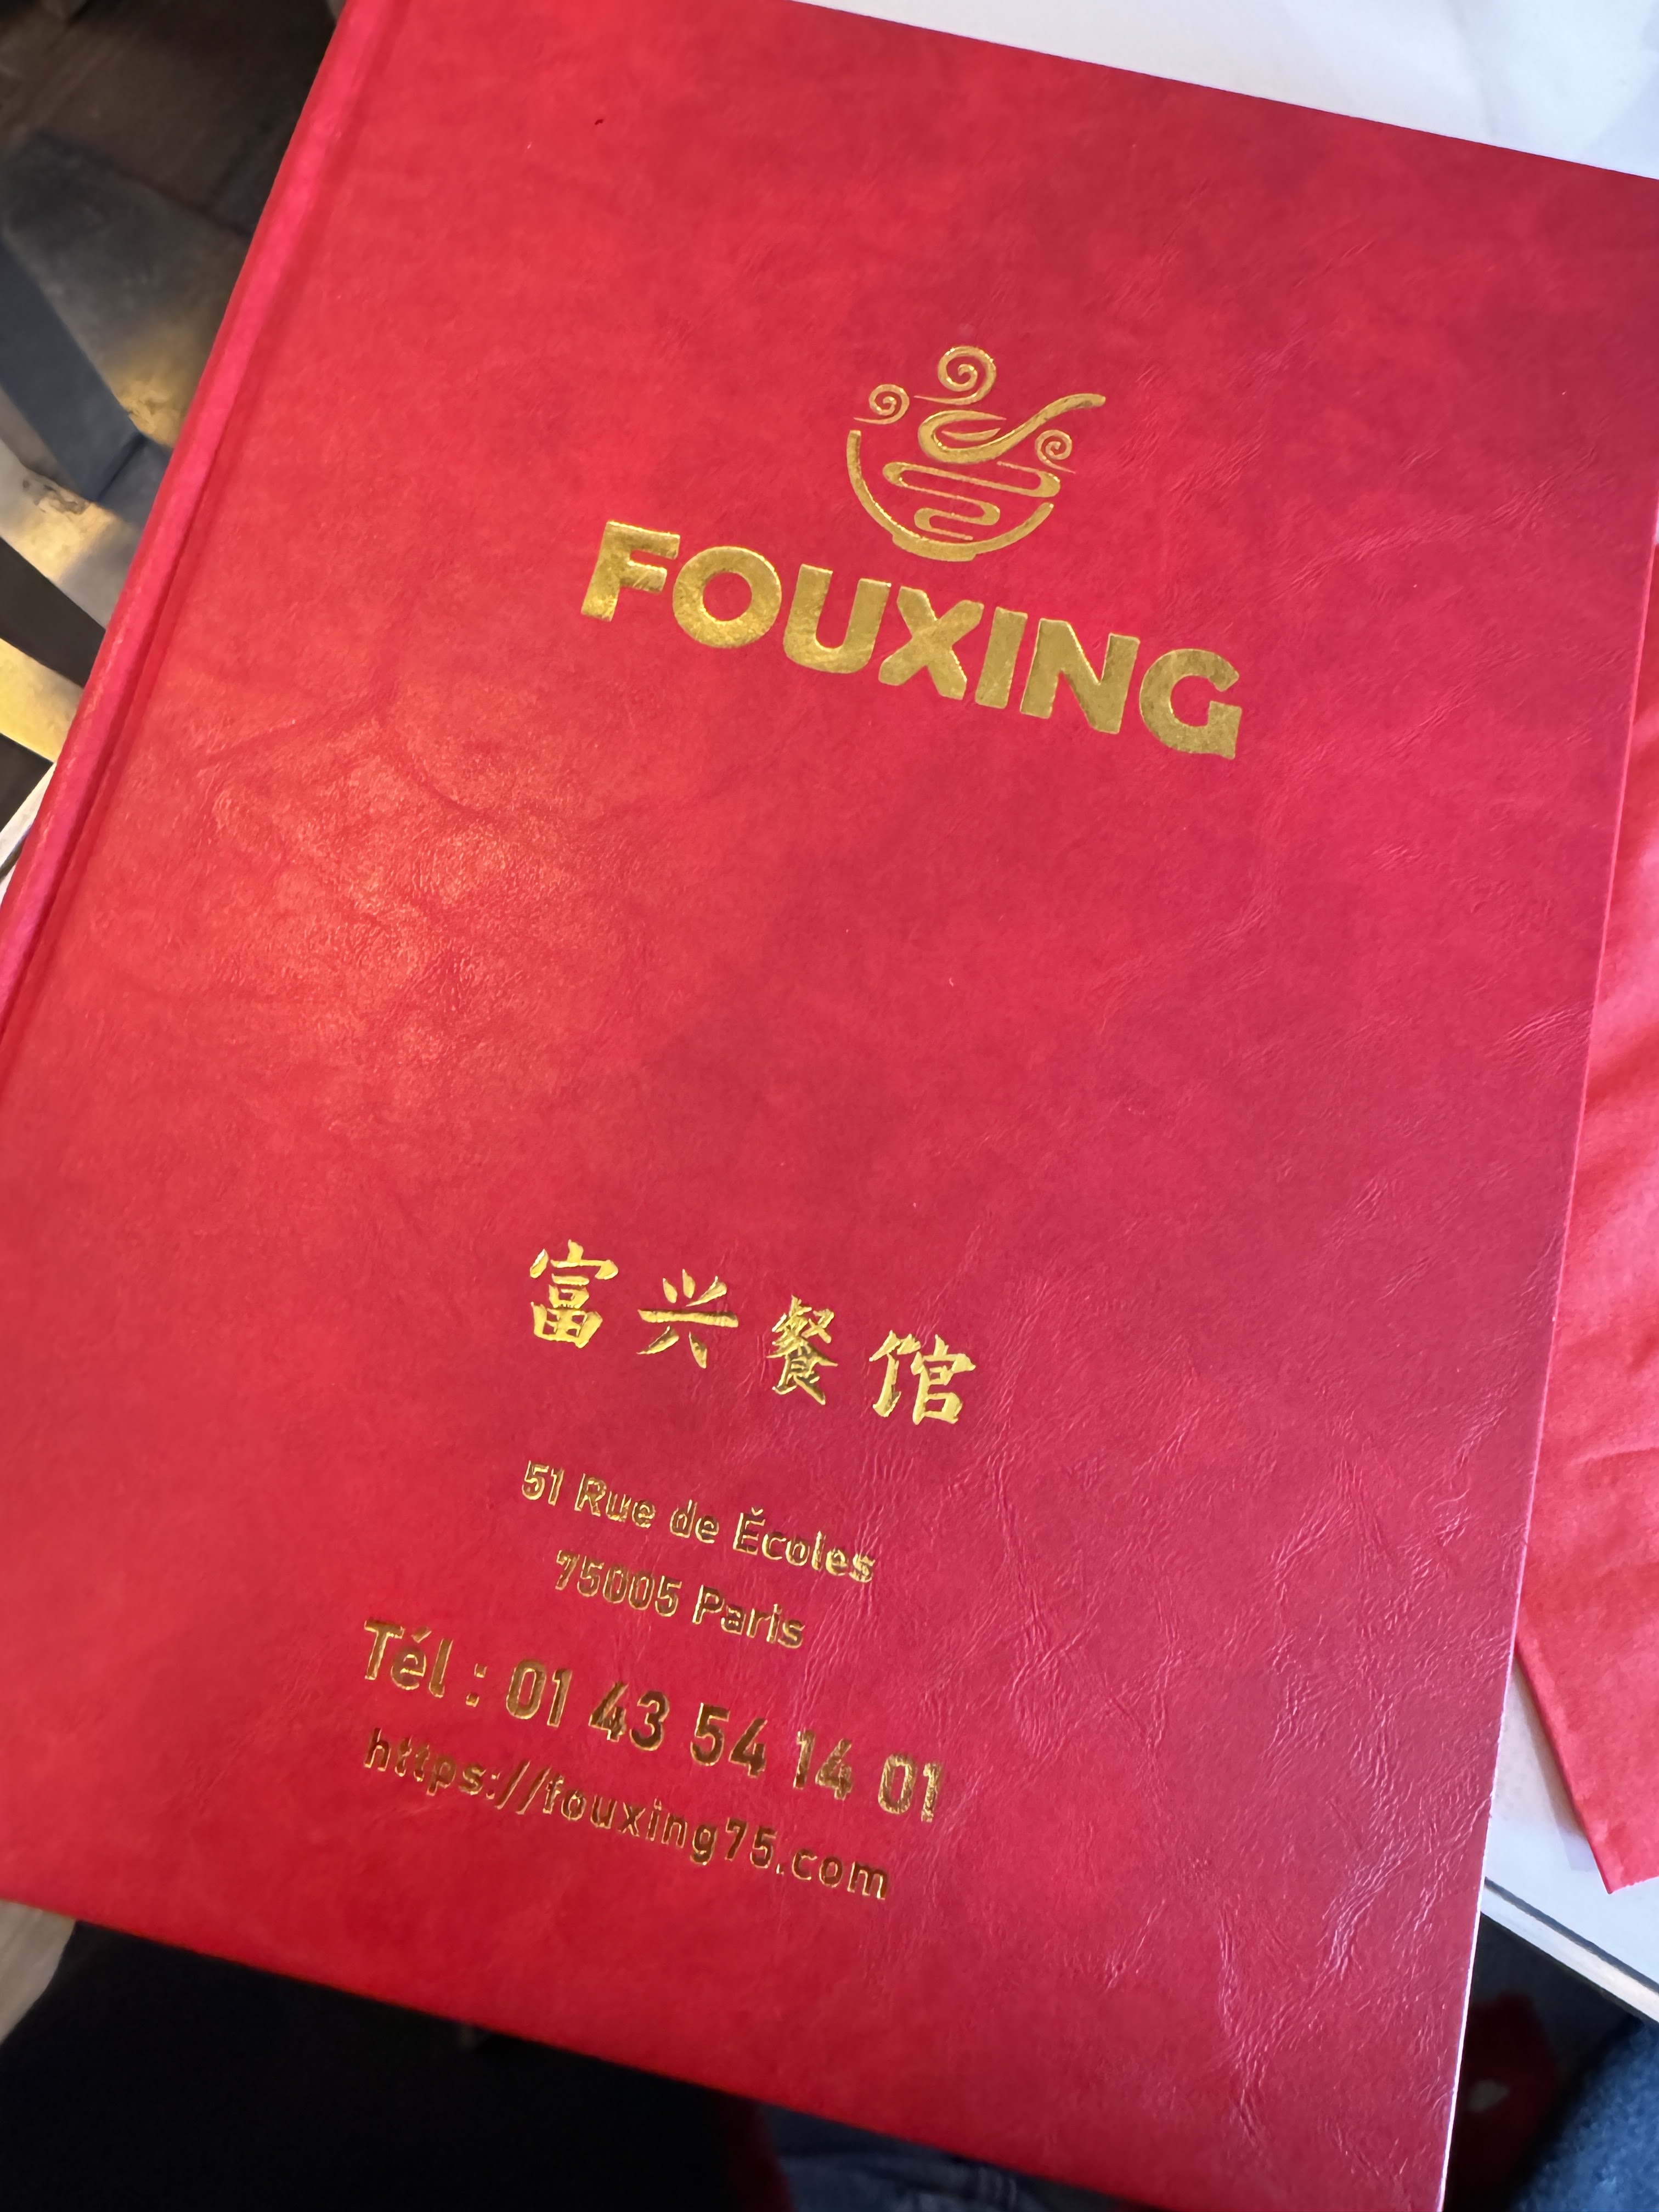 FOUXING
富兴餐馆
51 Rue de Écoles
75005 Paris
Tél : 01 43 54 14 01
https://fouxing75.com